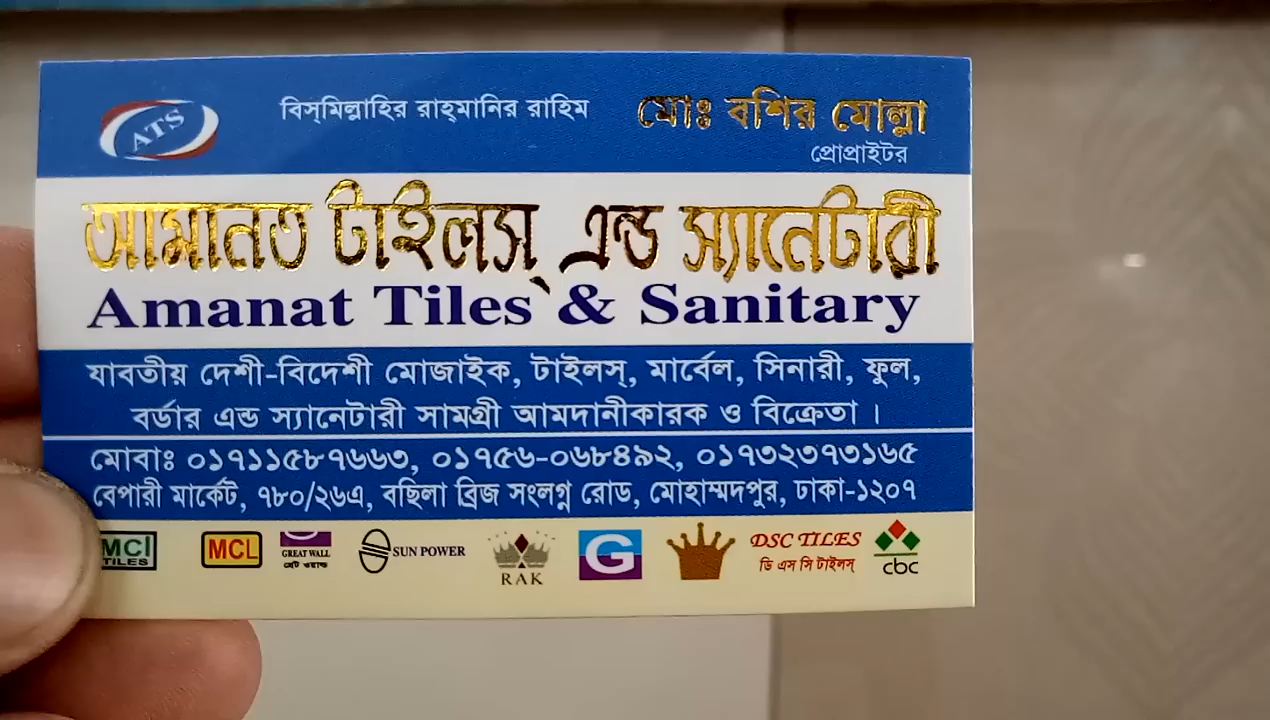 ATS
বিস্‌মিল্লাহির রাহ্‌মানির রাহিম
মোঃ বশির মোল্লা
প্রোপ্রাইটর
আমানত টাইলস্ এন্ড স্যানেটারী
Amanat Tiles & Sanitary
যাবতীয় দেশী-বিদেশী মোজাইক, টাইলস্, মার্বেল, সিনারী, ফুল,
বর্ডার এন্ড স্যানেটারী সামগ্রী আমদানীকারক ও বিক্রেতা ।
মোবাঃ ০১৭১১৫৮৭৬৬৩, ০১৭৫৬-০৬৮৪৯২, ০১৭৩২৩৭৩১৬৫
বেপারী মার্কেট, ৭৮০/২৬এ, বছিলা ব্রিজ সংলগ্ন রোড, মোহাম্মদপুর, ঢাকা-১২০৭
MCI TILES
MCL
GREAT WALL
গ্রেট ওয়াল
SUN POWER
RAK
G
DSC TILES
ডি এস সি টাইলস্
cbc